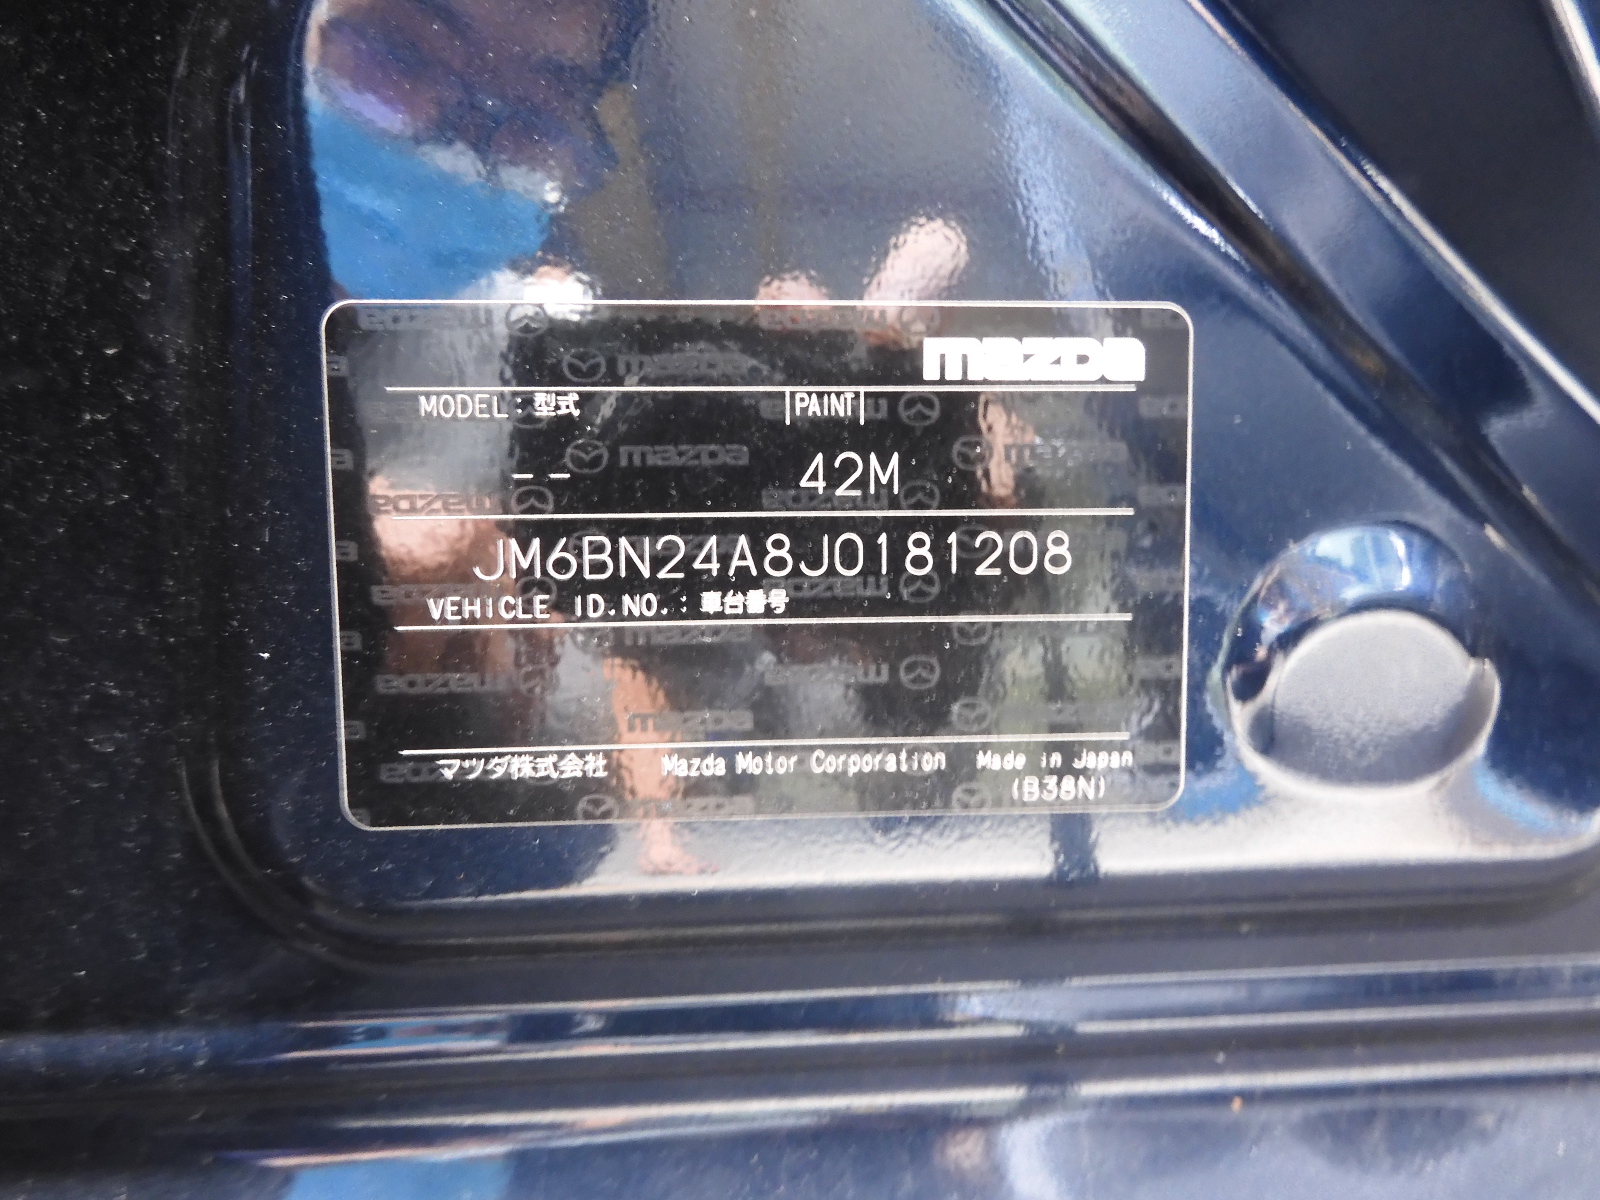 mazda
MODEL: 型式 |PAINT|
-- 42M
JM6BN24A8J0181208
VEHICLE ID.NO.: 車台番号
マツダ株式会社 Mazda Motor Corporation Made in Japan
(B38N)